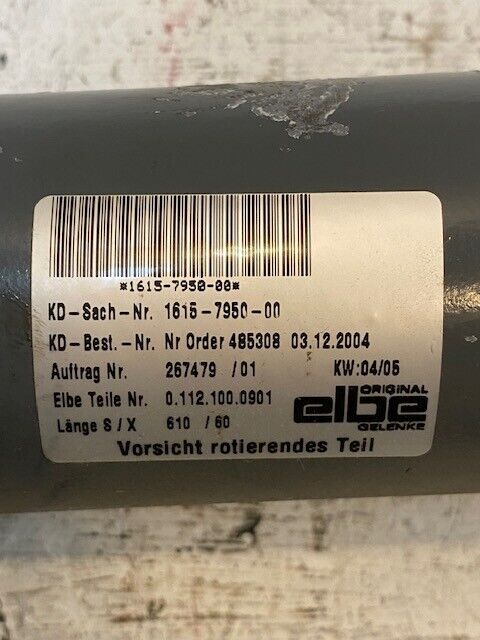 *1615-7950-00*
KD-Sach-Nr. 1615-7950-00
KD-Best.-Nr. Nr Order 485308 03.12.2004
Auftrag Nr. 267479 /01 KW:04/05
Elbe Teile Nr. 0.112.100.0901
ORIGINAL
elbe
GELENKE
Länge S / X 610 / 60
Vorsicht rotierendes Teil